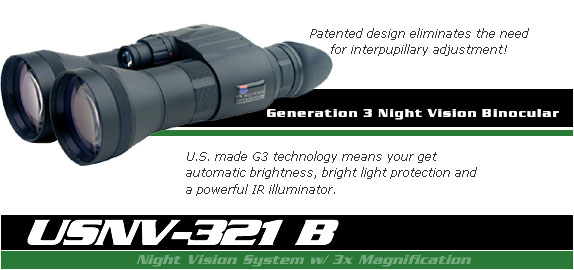 Patented design eliminates the need
for interpupillary adjustment!
Generation 3 Night Vision Binocular
U.S. made G3 technology means your get
automatic brightness, bright light protection and
a powerful IR illuminator.
USNV-321 B
Night Vision System w/ 3x Magnification